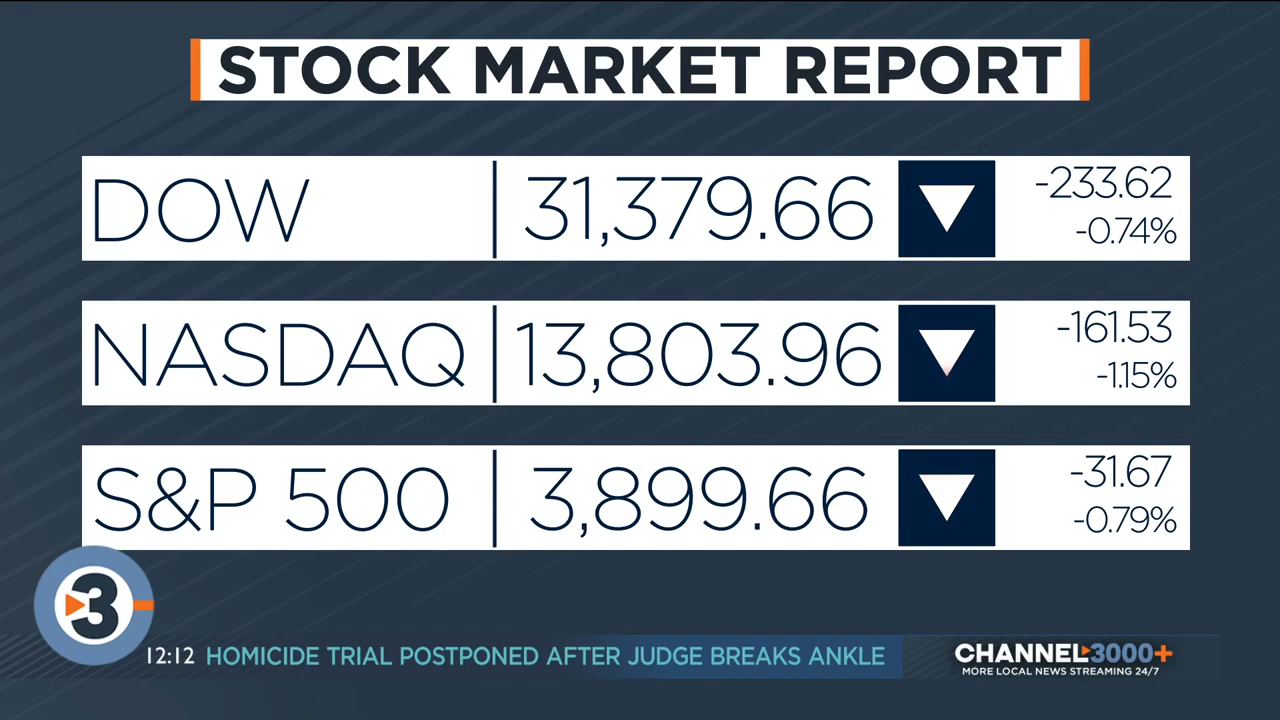 STOCK MARKET REPORT
DOW 31,379.66 -233.62
-0.74%
NASDAQ 13,803.96 -161.53
-1.15%
S&P 500 3,899.66 -31.67
-0.79%
3
12:12 HOMICIDE TRIAL POSTPONED AFTER JUDGE BREAKS ANKLE
CHANNEL3000+
MORE LOCAL NEWS STREAMING 24/7